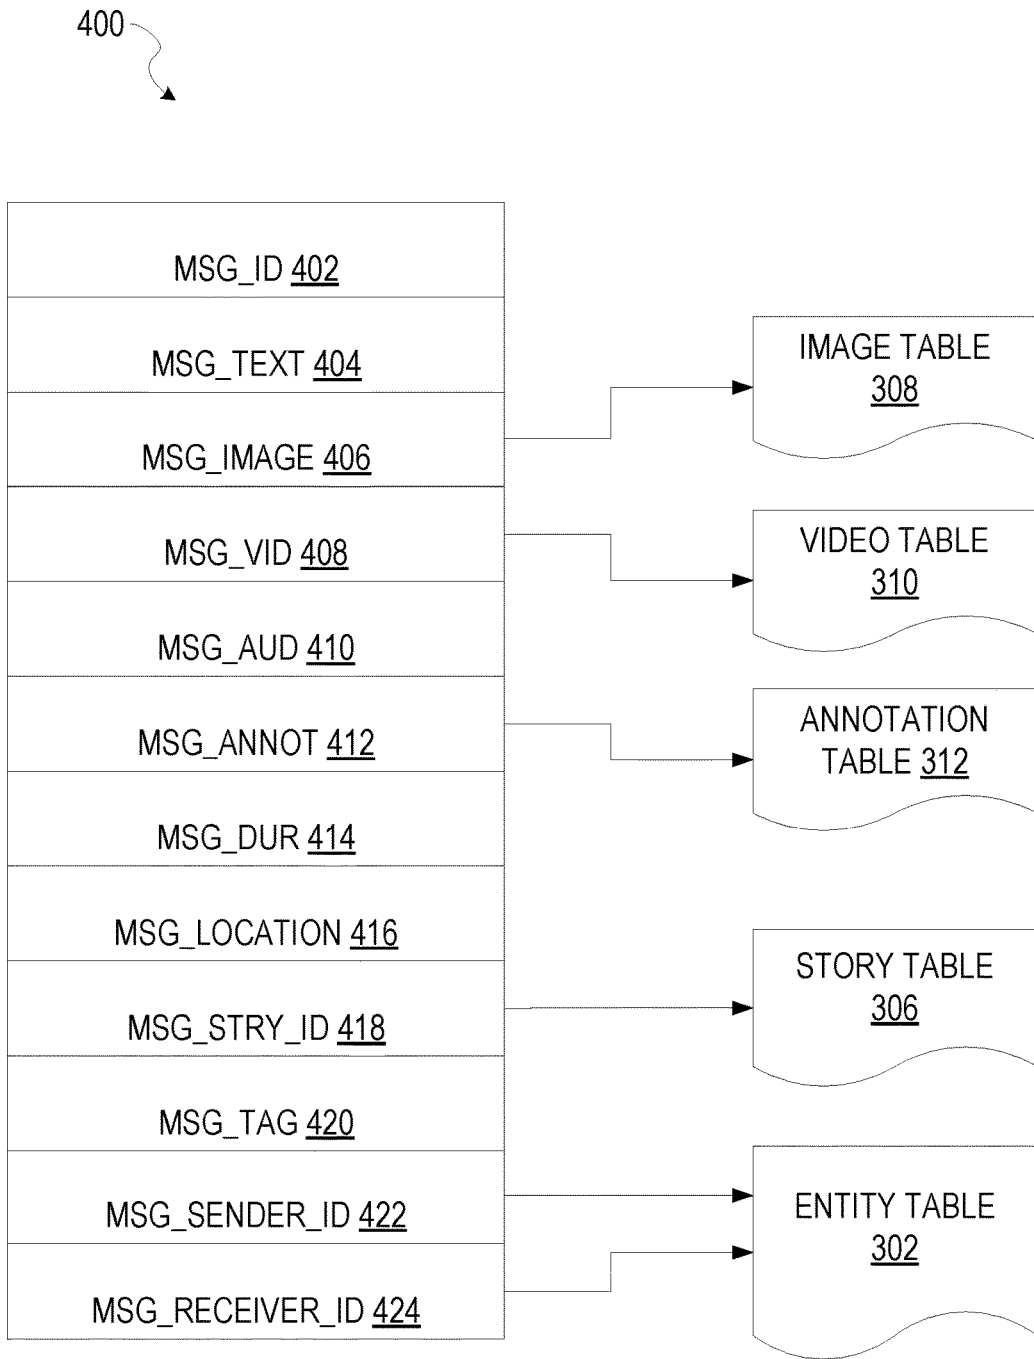 400
MSG_ID 402
MSG_TEXT 404
MSG_IMAGE 406
MSG_VID 408
MSG_AUD 410
MSG_ANNOT 412
MSG_DUR 414
MSG_LOCATION 416
MSG_STRY_ID 418
MSG_TAG 420
MSG_SENDER_ID 422
MSG_RECEIVER_ID 424
IMAGE TABLE
308
VIDEO TABLE
310
ANNOTATION
TABLE 312
STORY TABLE
306
ENTITY TABLE
302